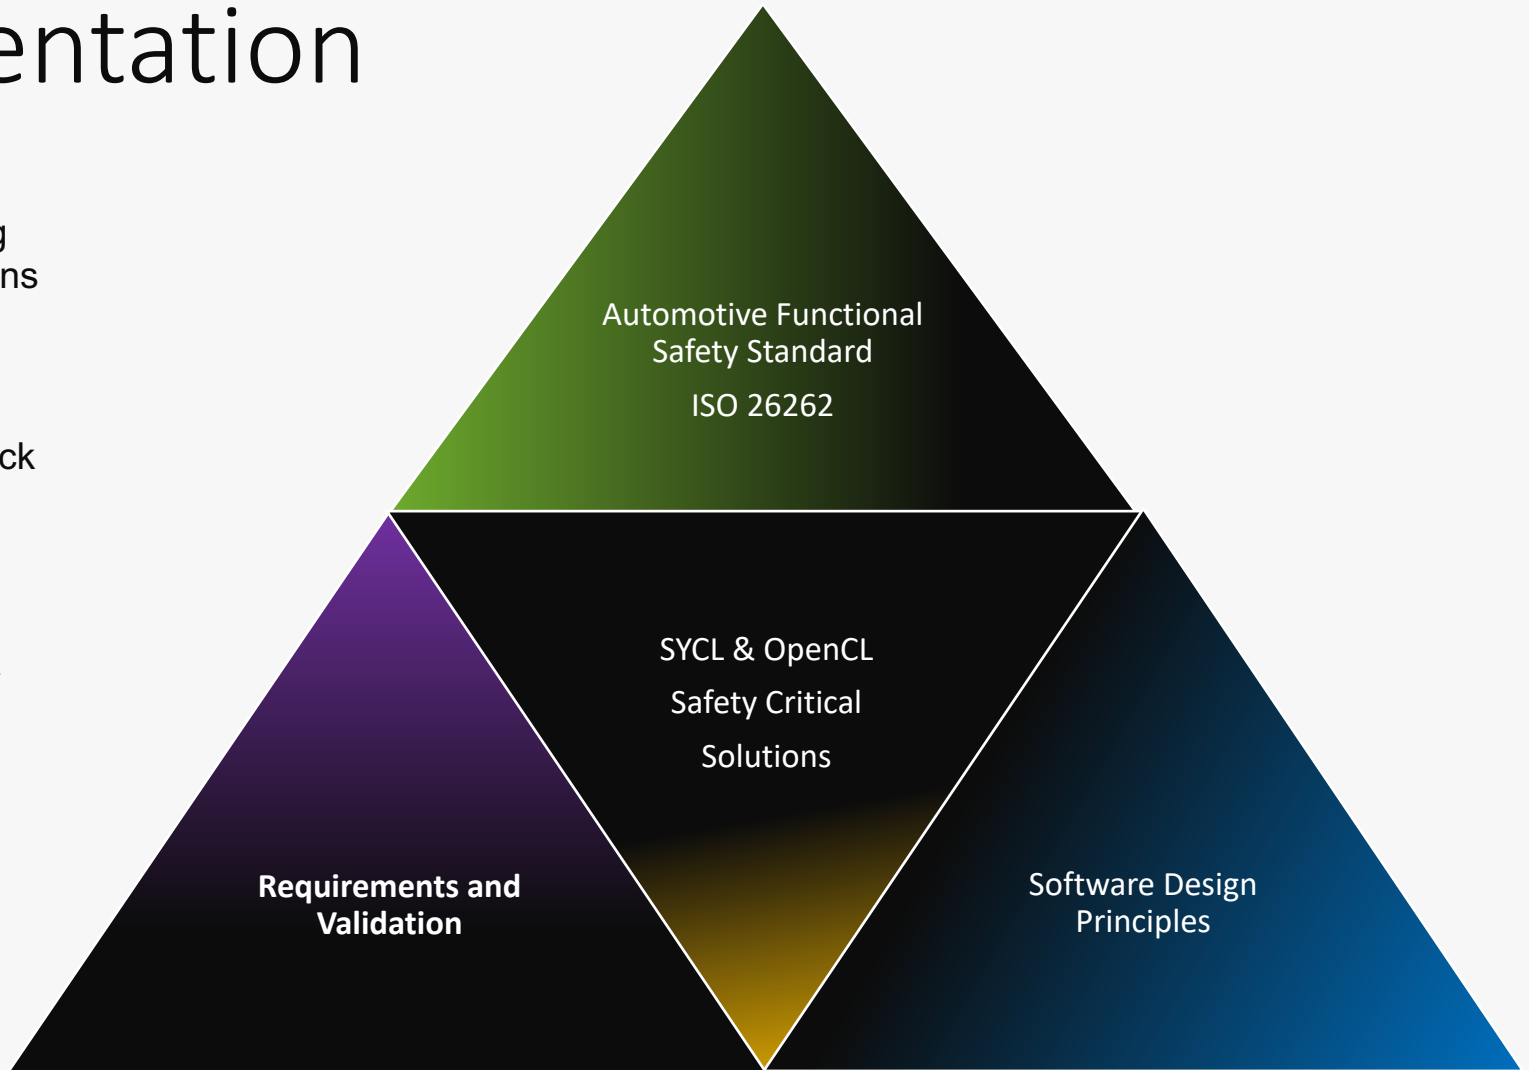 entation
g
ns
ck
Automotive Functional
Safety Standard
ISO 26262
SYCL & OpenCL
Safety Critical
Solutions
Requirements and
Validation
Software Design
Principles